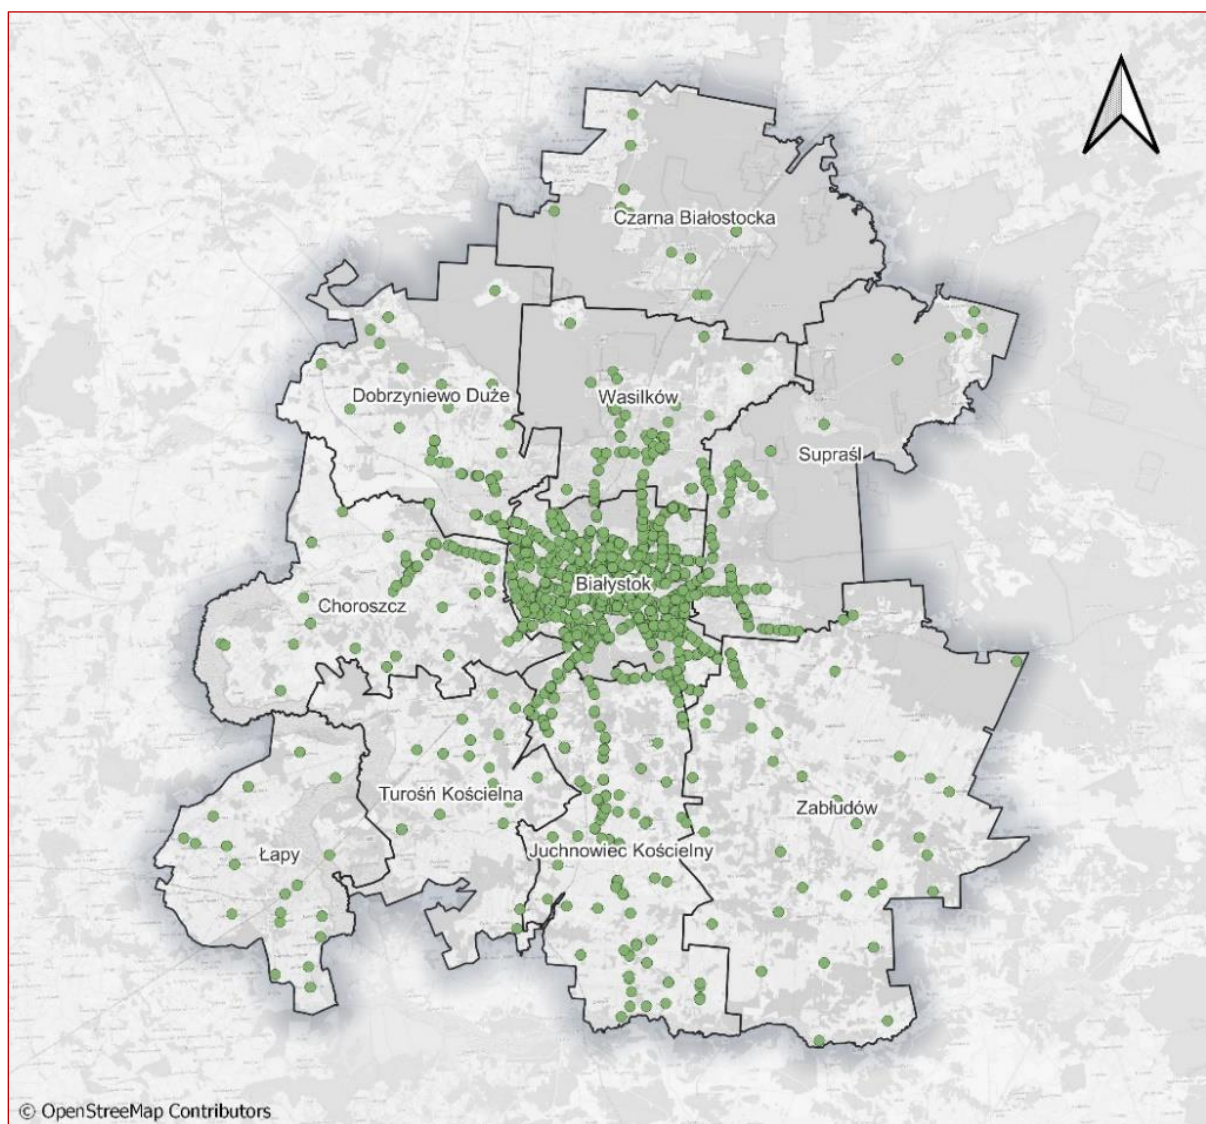 Czarna Białostocka
Dobrzyniewo Duże
Wasilków
Supraśl
Białystok
Choroszcz
Turośń Kościelna
Zabłudów
Łapy
Juchnowiec Kościelny
© OpenStreeMap Contributors